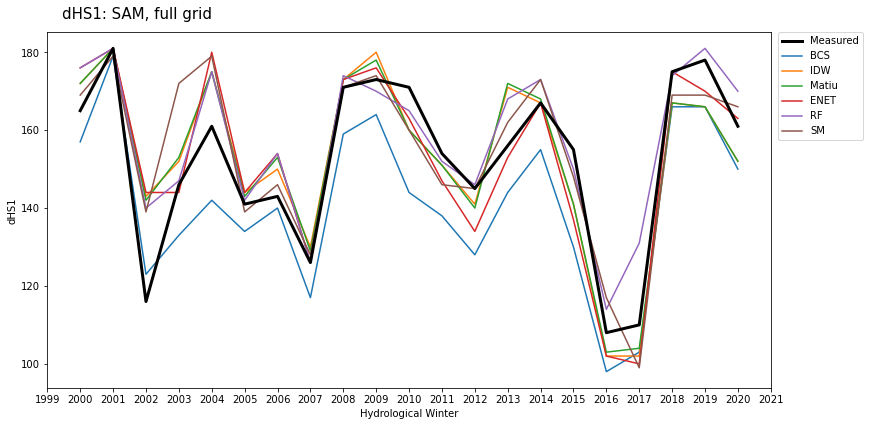 dHS1: SAM, full grid
Measured
BCS
IDW
Matiu
ENET
RF
SM
180
160
140
120
100
dHS1
1999 2000 2001 2002 2003 2004 2005 2006 2007 2008 2009 2010 2011 2012 2013 2014 2015 2016 2017 2018 2019 2020 2021
Hydrological Winter